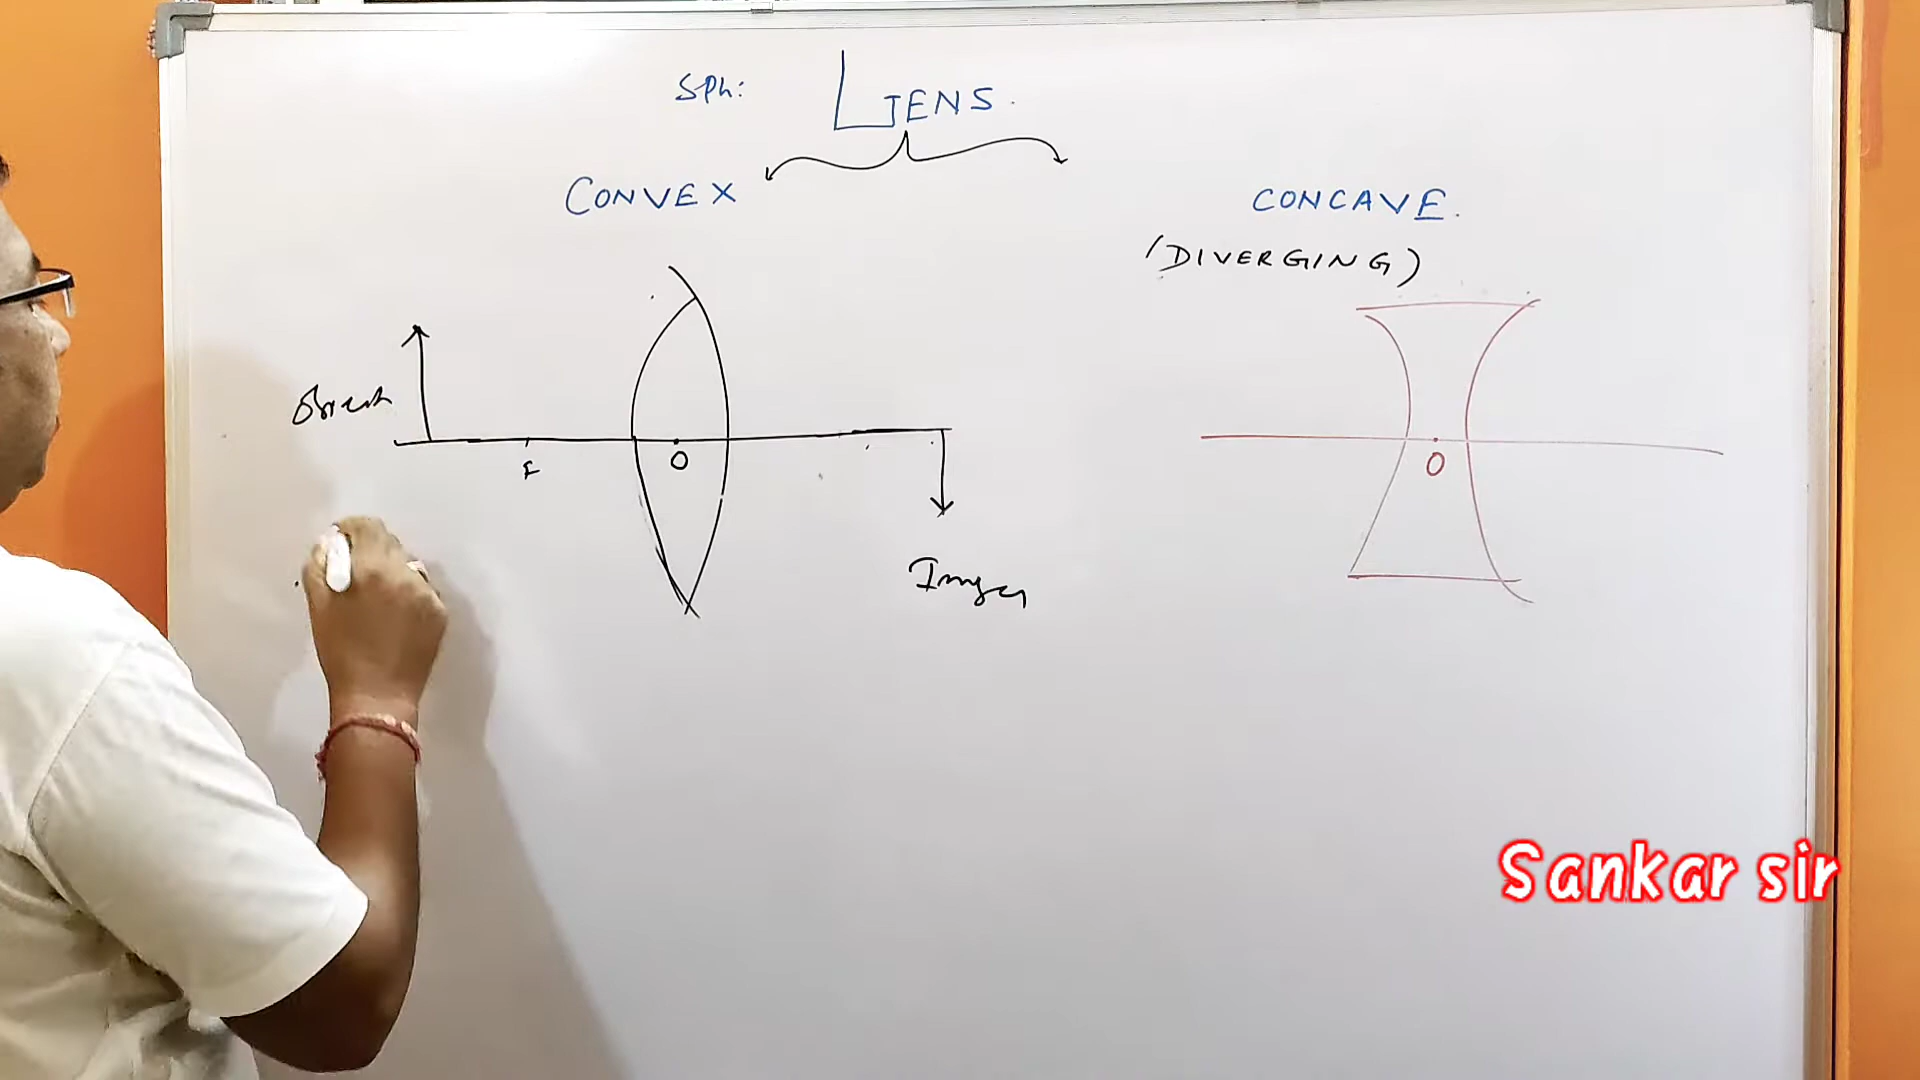 Sph: LENS.
CONVEX
CONCAVE.
(DIVERGING)
Object
F
O
O
Image
Sankar sir